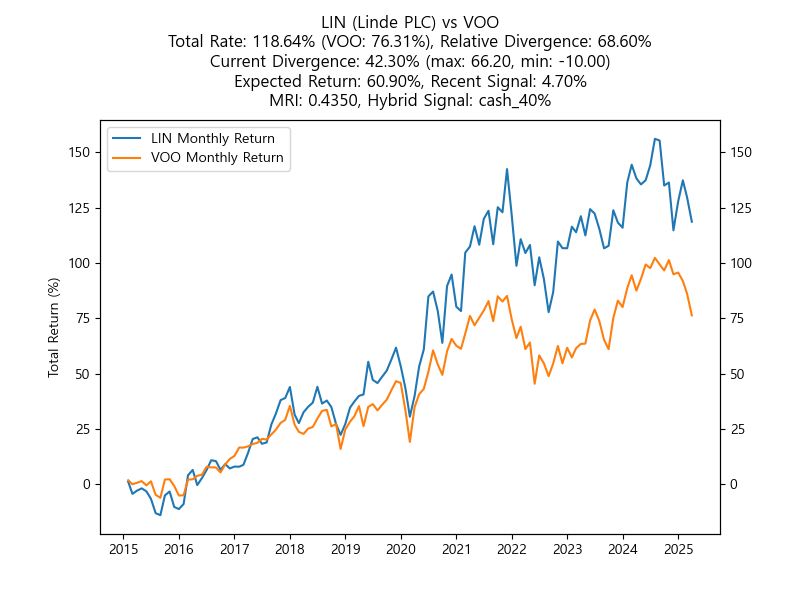 LIN (Linde PLC) vs VOO
Total Rate: 118.64% (VOO: 76.31%), Relative Divergence: 68.60%
Current Divergence: 42.30% (max: 66.20, min: -10.00)
Expected Return: 60.90%, Recent Signal: 4.70%
MRI: 0.4350, Hybrid Signal: cash_40%
LIN Monthly Return
VOO Monthly Return
Total Return (%)
150
125
100
75
50
25
0
150
125
100
75
50
25
0
2015 2016 2017 2018 2019 2020 2021 2022 2023 2024 2025